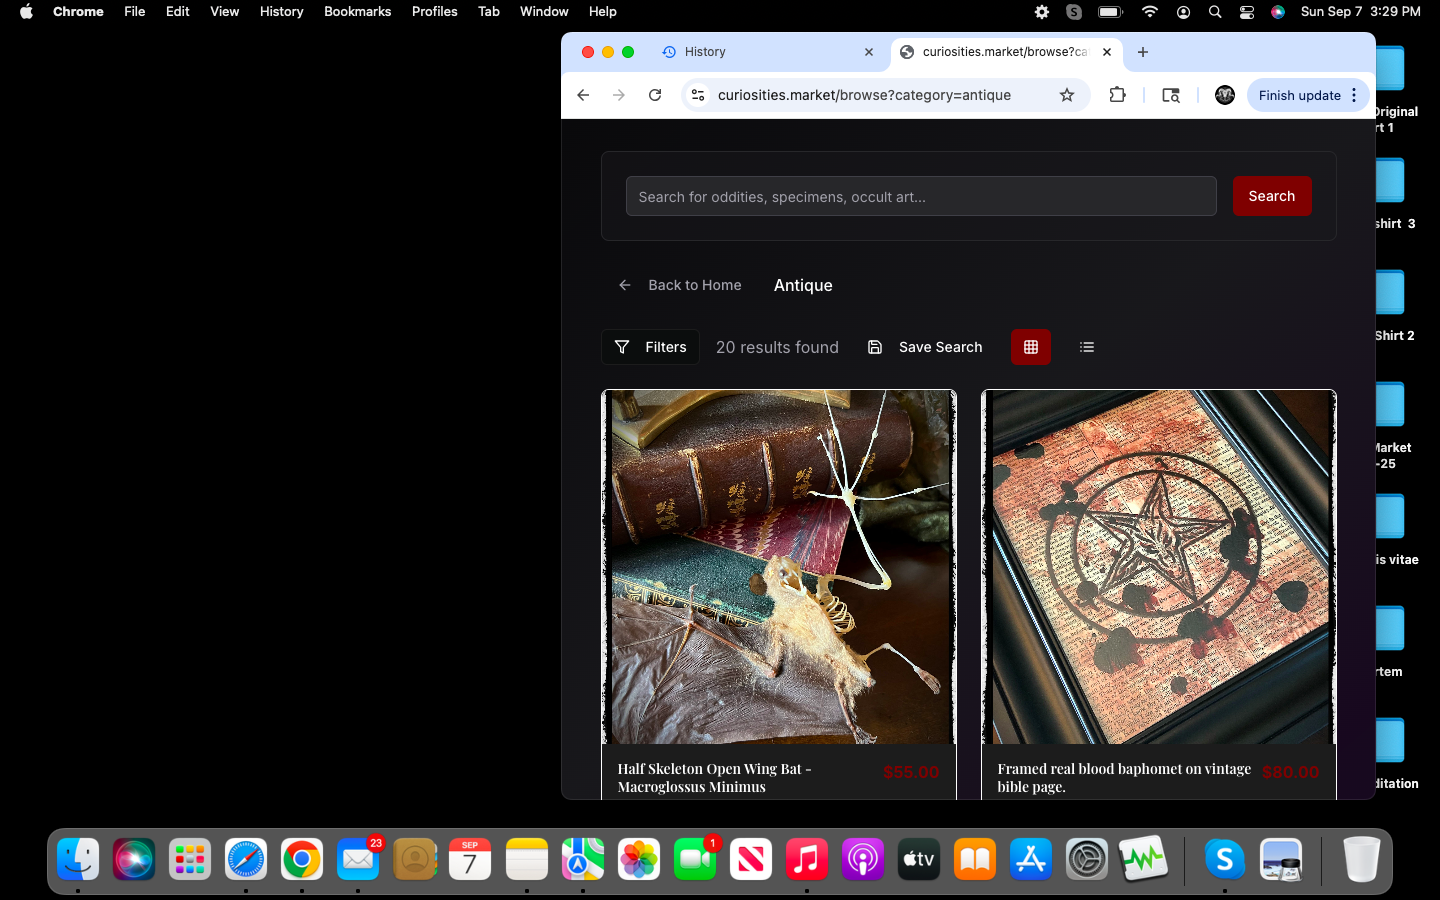 Chrome File Edit View History Bookmarks Profiles Tab Window Help Sun Sep 7 3:29 PM
History curiosities.market/browse?ca
curiosities.market/browse?category=antique Finish update
Search for oddities, specimens, occult art... Search
Back to Home Antique
Filters 20 results found Save Search
Half Skeleton Open Wing Bat - $55.00
Macroglossus Minimus
Framed real blood baphomet on vintage $80.00
bible page.
Original
rt 1
shirt 3
Shirt 2
Market
-25
is vitae
rtem
ditation
23
SEP
7
1
tv